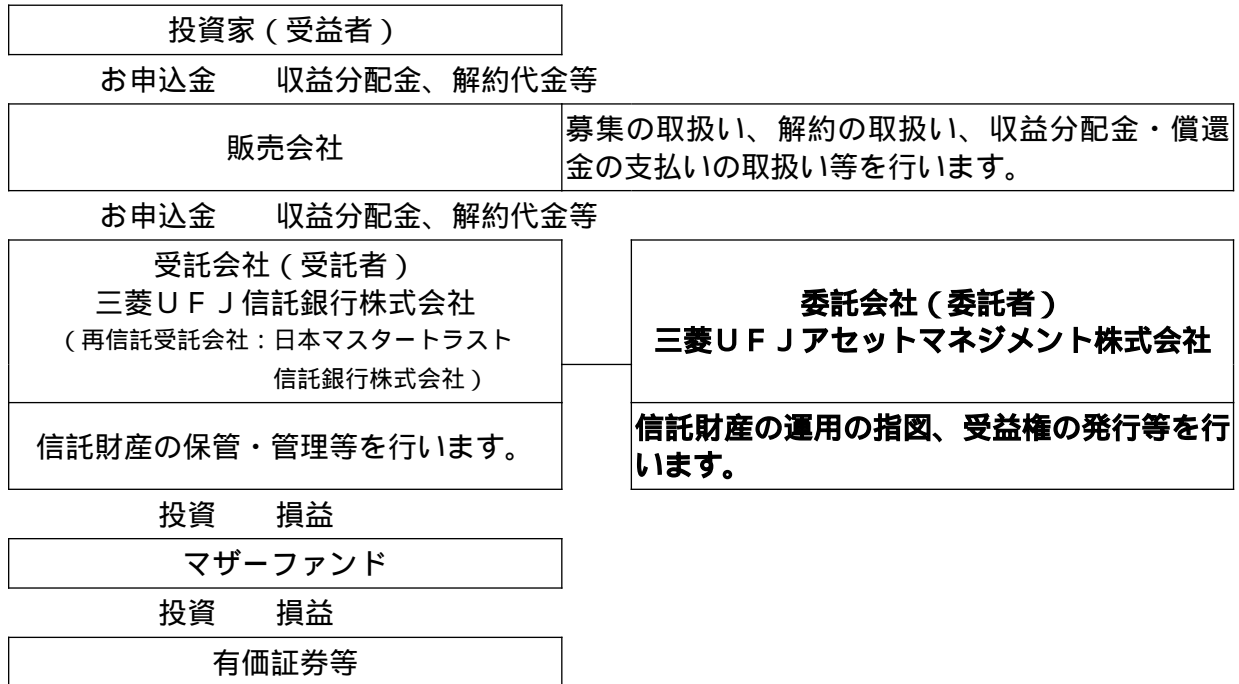 投資家（受益者）
お申込金　収益分配金、解約代金等
販売会社
募集の取扱い、解約の取扱い、収益分配金・償還
金の支払いの取扱い等を行います。
お申込金　収益分配金、解約代金等
受託会社（受託者）
三菱ＵＦＪ信託銀行株式会社
（再信託受託会社：日本マスタートラスト
信託銀行株式会社）
委託会社（委託者）
三菱ＵＦＪアセットマネジメント株式会社
信託財産の保管・管理等を行います。
信託財産の運用の指図、受益権の発行等を行
います。
投資　損益
マザーファンド
投資　損益
有価証券等